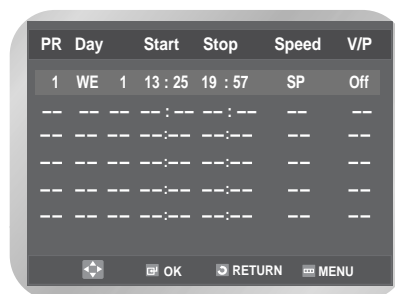 PR Day Start Stop Speed V/P
1 WE 1 13 : 25 19 : 57 SP Off
–– –– –– –– : –– –– : –– –– ––
–– –– –– ––:–– ––:–– –– ––
–– –– –– ––:–– ––:–– –– ––
–– –– –– ––:–– ––:–– –– ––
–– –– –– ––:–– ––:–– –– ––
OK RETURN MENU